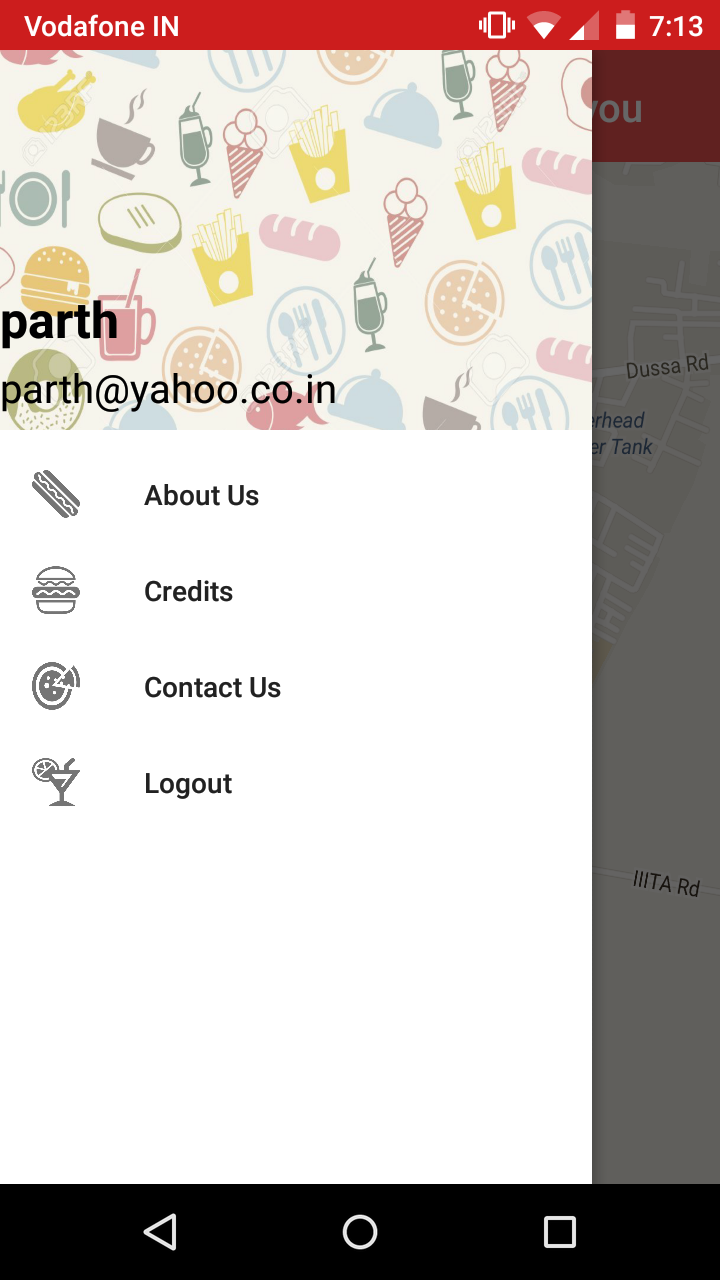 Vodafone IN
7:13
you
parth
parth@yahoo.co.in
Dussa Rd
erhead
er Tank
About Us
Credits
Contact Us
Logout
IIITA Rd